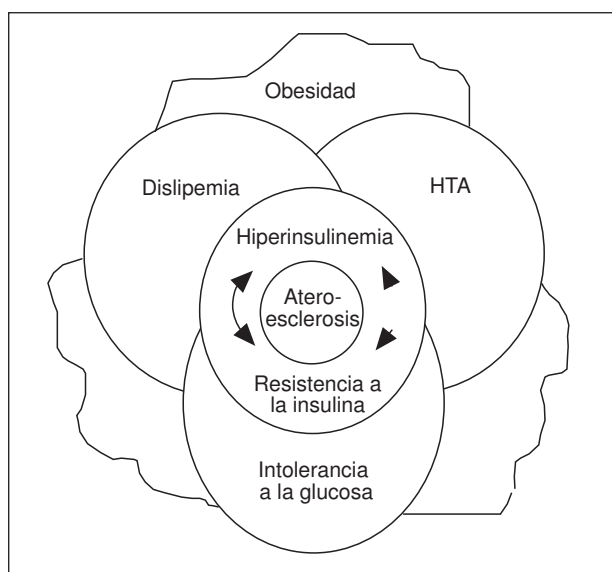 Obesidad
Dislipemia
HTA
Hiperinsulinemia
Atero-
esclerosis
Resistencia a
la insulina
Intolerancia
a la glucosa